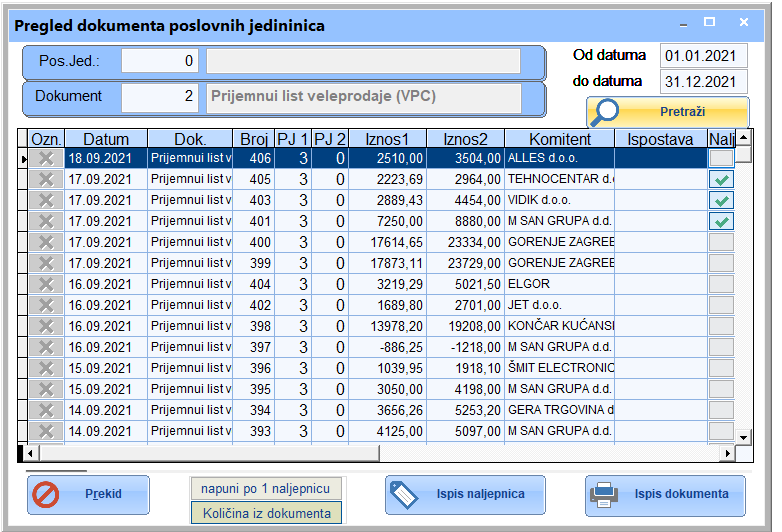 Pregled dokumenta poslovnih jedininica
Pos.Jed.: 0
Od datuma 01.01.2021
Dokument 2 Prijemnui list veleprodaje (VPC)
do datuma 31.12.2021
Pretraži
Ozn. Datum Dok. Broj PJ 1 PJ 2 Iznos1 Iznos2 Komitent Ispostava Nalj
18.09.2021 Prijemnui list v 406 3 0 2510,00 3504,00 ALLES d.o.o.
17.09.2021 Prijemnui list v 405 3 0 2223,69 2964,00 TEHNOCENTAR d.o
17.09.2021 Prijemnui list v 403 3 0 2889,43 4454,00 VIDIK d.o.o.
17.09.2021 Prijemnui list v 401 3 0 7250,00 8880,00 M SAN GRUPA d.d.
17.09.2021 Prijemnui list v 400 3 0 17614,65 23334,00 GORENJE ZAGREB
17.09.2021 Prijemnui list v 399 3 0 17873,11 23729,00 GORENJE ZAGREB
16.09.2021 Prijemnui list v 404 3 0 3219,29 5021,50 ELGOR
16.09.2021 Prijemnui list v 402 3 0 1689,80 2701,00 JET d.o.o.
16.09.2021 Prijemnui list v 398 3 0 13978,20 19208,00 KONČAR KUĆANSI
16.09.2021 Prijemnui list v 397 3 0 -886,25 -1218,00 M SAN GRUPA d.d.
15.09.2021 Prijemnui list v 396 3 0 1039,95 1918,10 ŠMIT ELECTRONIC
15.09.2021 Prijemnui list v 395 3 0 3050,00 4198,00 M SAN GRUPA d.d.
14.09.2021 Prijemnui list v 394 3 0 3656,26 5253,20 GERA TRGOVINA d
14.09.2021 Prijemnui list v 393 3 0 4125,00 5097,00 M SAN GRUPA d.d.
Prekid
napuni po 1 naljepnicu
Količina iz dokumenta
Ispis naljepnica
Ispis dokumenta